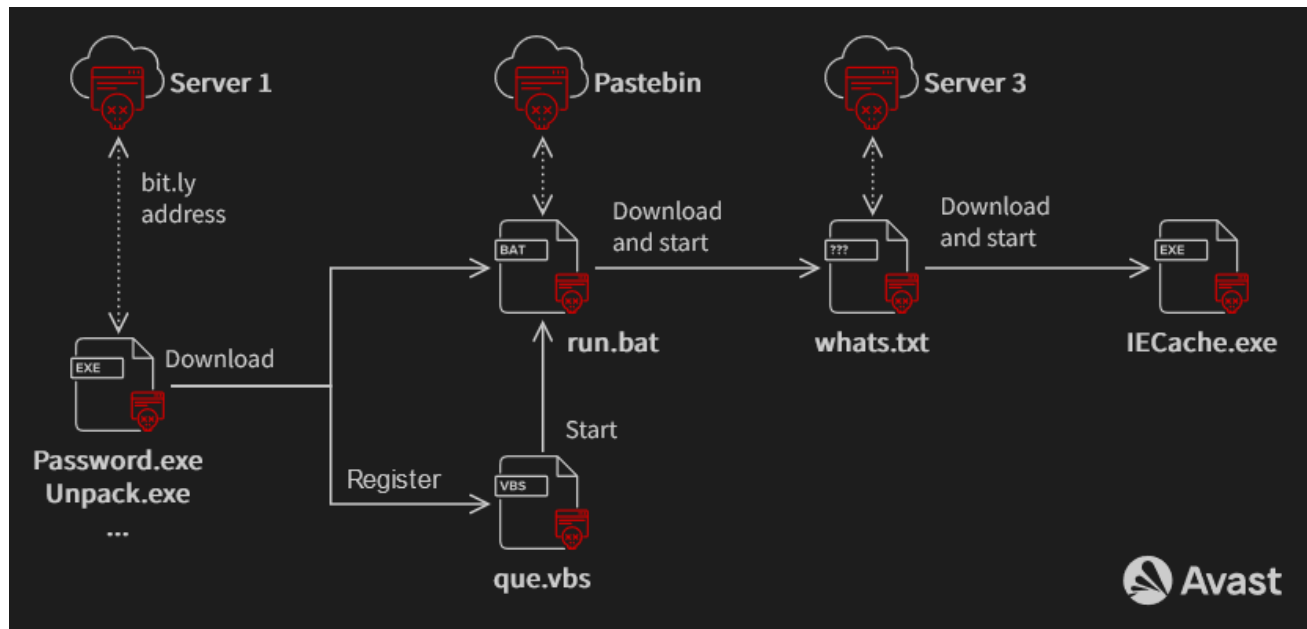 Server 1
Pastebin
Server 3
bit.ly
address
Download
and start
Download
and start
BAT
???
EXE
run.bat
whats.txt
IECache.exe
EXE
Download
Password.exe
Unpack.exe
...
Start
Register
VBS
que.vbs
Avast